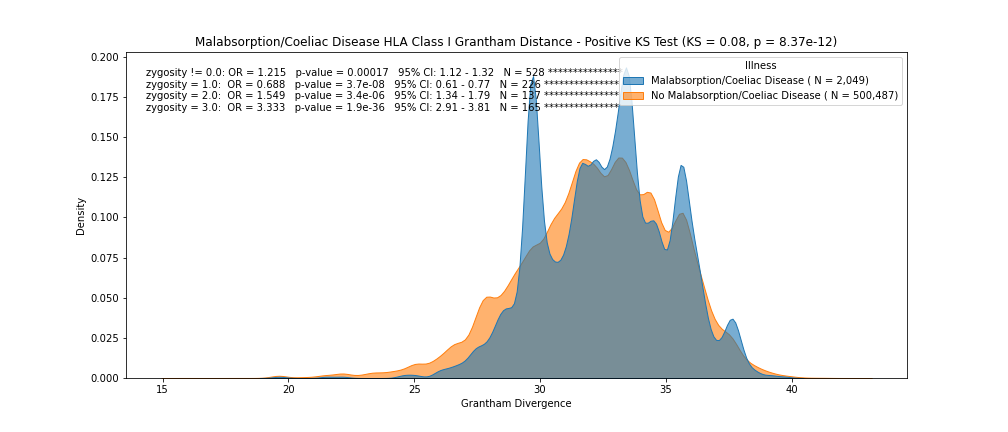 Malabsorption/Coeliac Disease HLA Class I Grantham Distance - Positive KS Test (KS = 0.08, p = 8.37e-12)
zygosity != 0.0: OR = 1.215 p-value = 0.00017 95% CI: 1.12 - 1.32 N = 528 ****************
zygosity = 1.0: OR = 0.688 p-value = 3.7e-08 95% CI: 0.61 - 0.77 N = 226 ****************
zygosity = 2.0: OR = 1.549 p-value = 3.4e-06 95% CI: 1.34 - 1.79 N = 137 ****************
zygosity = 3.0: OR = 3.333 p-value = 1.9e-36 95% CI: 2.91 - 3.81 N = 165 ****************
Illness
Malabsorption/Coeliac Disease ( N = 2,049)
No Malabsorption/Coeliac Disease ( N = 500,487)
0.200
0.175
0.150
0.125
0.100
0.075
0.050
0.025
0.000
Density
15 20 25 30 35 40
Grantham Divergence